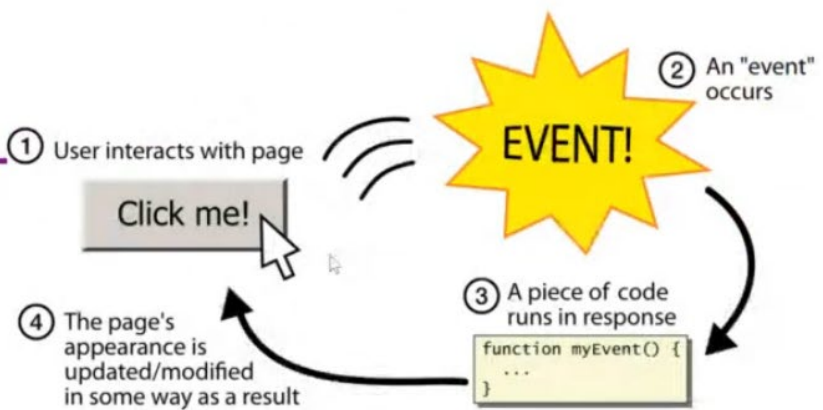 1 User interacts with page
Click me!
EVENT!
2 An "event"
occurs
3 A piece of code
runs in response
function myEvent() {
...
}
4 The page's
appearance is
updated/modified
in some way as a result